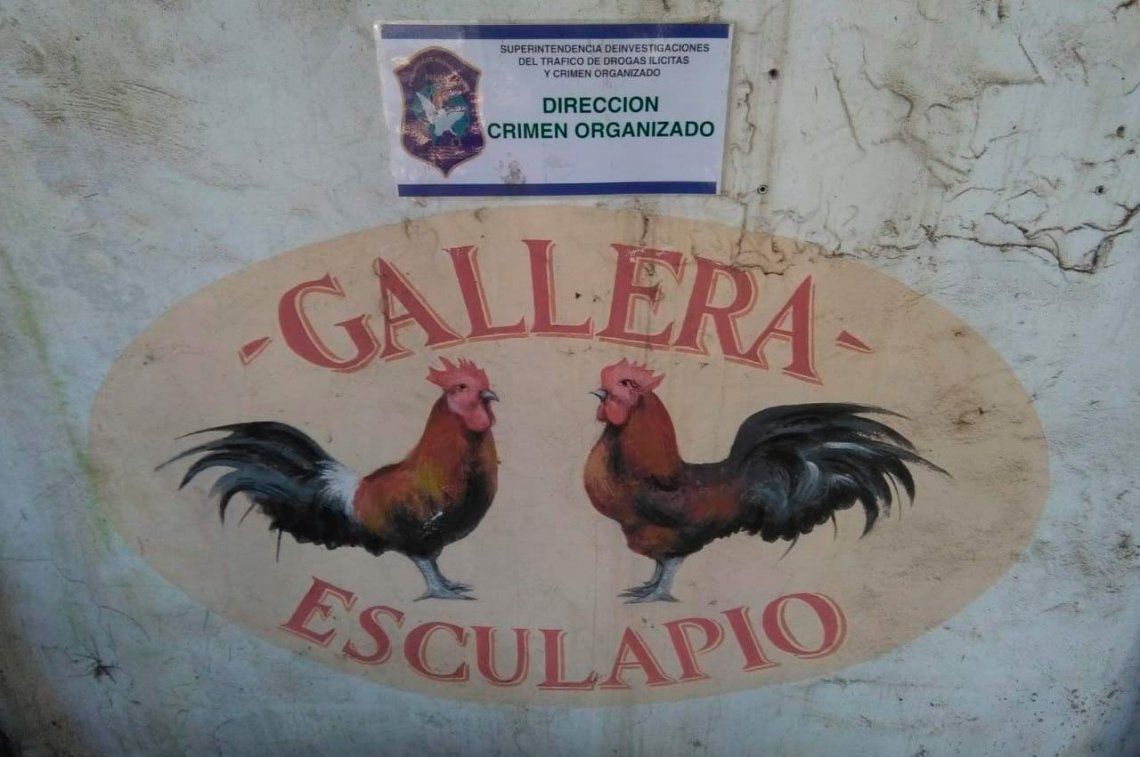 SUPERINTENDENCIA DEINVESTIGACIONES
DEL TRAFICO DE DROGAS ILICITAS
Y CRIMEN ORGANIZADO
DIRECCION
CRIMEN ORGANIZADO
-GALLERA-
ESCULAPIO